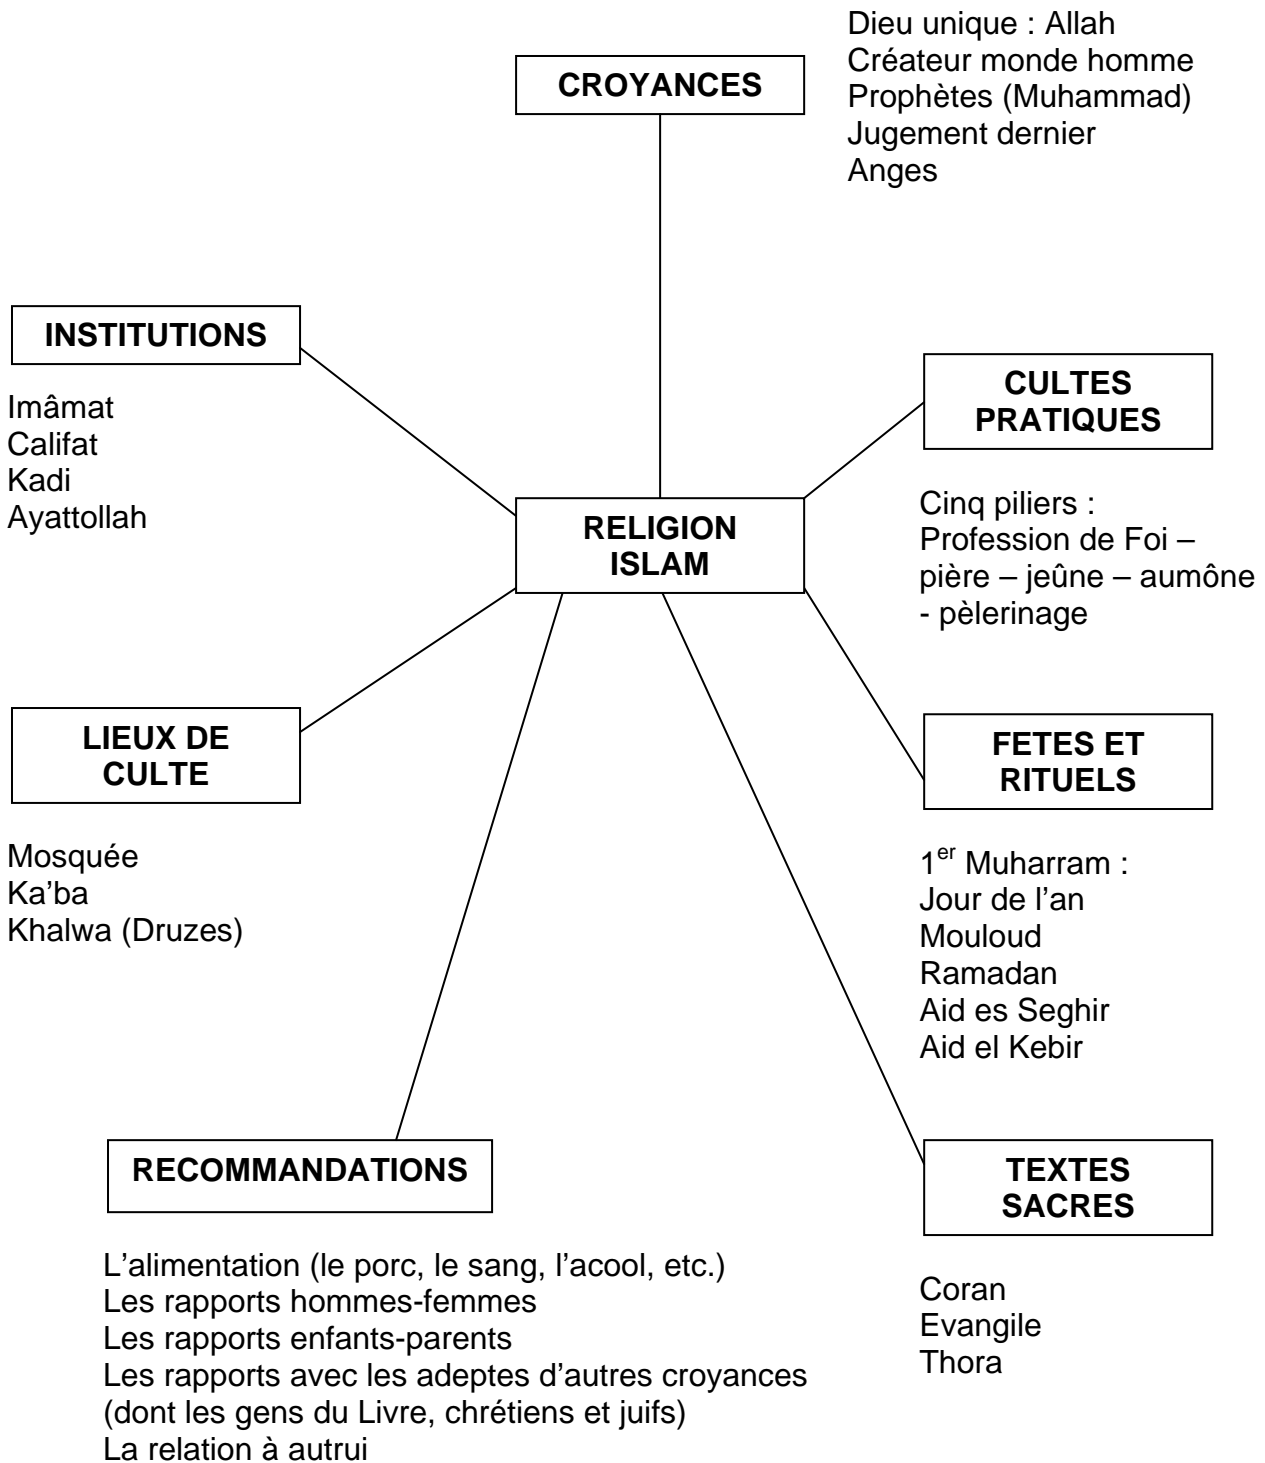 CROYANCES
Dieu unique : Allah
Créateur monde homme
Prophètes (Muhammad)
Jugement dernier
Anges
INSTITUTIONS
Imâmat
Califat
Kadi
Ayattollah
CULTES
PRATIQUES
Cinq piliers :
Profession de Foi –
pière – jeûne – aumône
- pèlerinage
RELIGION
ISLAM
LIEUX DE
CULTE
Mosquée
Ka’ba
Khalwa (Druzes)
FETES ET
RITUELS
1er Muharram :
Jour de l’an
Mouloud
Ramadan
Aid es Seghir
Aid el Kebir
RECOMMANDATIONS
L’alimentation (le porc, le sang, l’acool, etc.)
Les rapports hommes-femmes
Les rapports enfants-parents
Les rapports avec les adeptes d’autres croyances
(dont les gens du Livre, chrétiens et juifs)
La relation à autrui
TEXTES
SACRES
Coran
Evangile
Thora